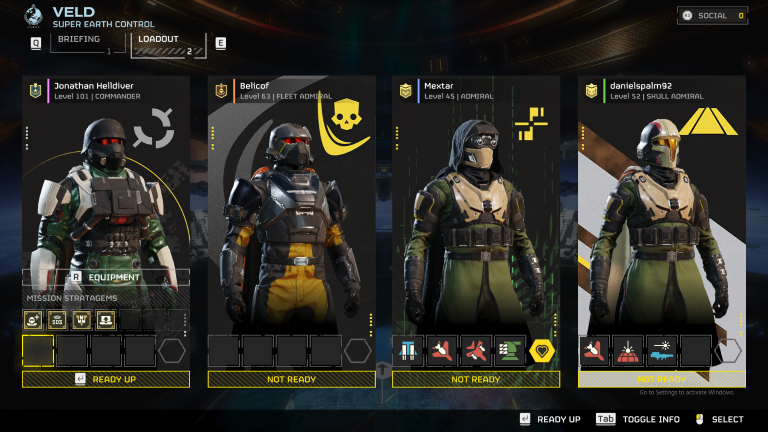 VELD
SUPER EARTH CONTROL
SOCIAL 0
Q BRIEFING 1 LOADOUT 2 E
Jonathan Helldiver
Level 101 | COMMANDER
Belicof
Level 63 | FLEET ADMIRAL
Mextar
Level 45 | ADMIRAL
danielspalm92
Level 52 | SKULL ADMIRAL
R EQUIPMENT
MISSION STRATAGEMS
SOS
READY UP
NOT READY
NOT READY
NOT READY
Go to Settings to activate Windows.
READY UP Tab TOGGLE INFO SELECT